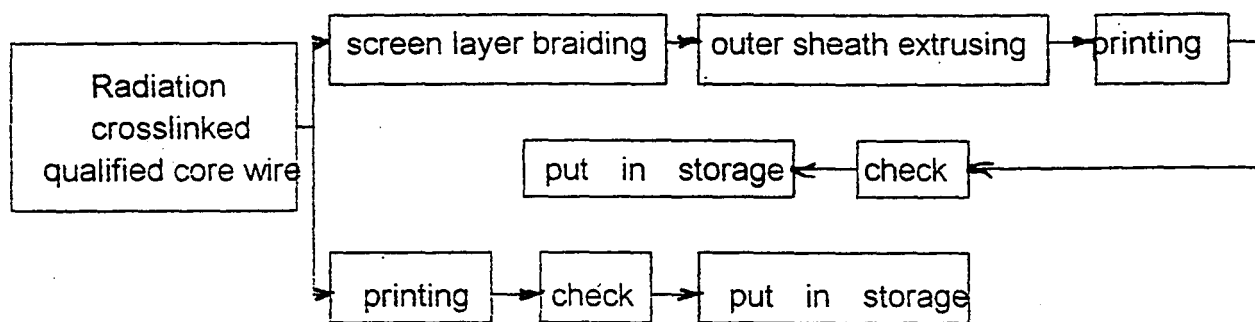 Radiation
crosslinked
qualified core wire
screen layer braiding
outer sheath extrusing
printing
check
put in storage
printing
check
put in storage